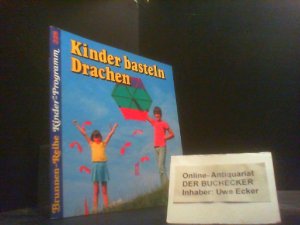 Kinder basteln
Drachen
Brunnen-Reihe Kinder-Programm
Online- Antiquariat
DER BUCHECKER
Inhaber: Uwe Ecker